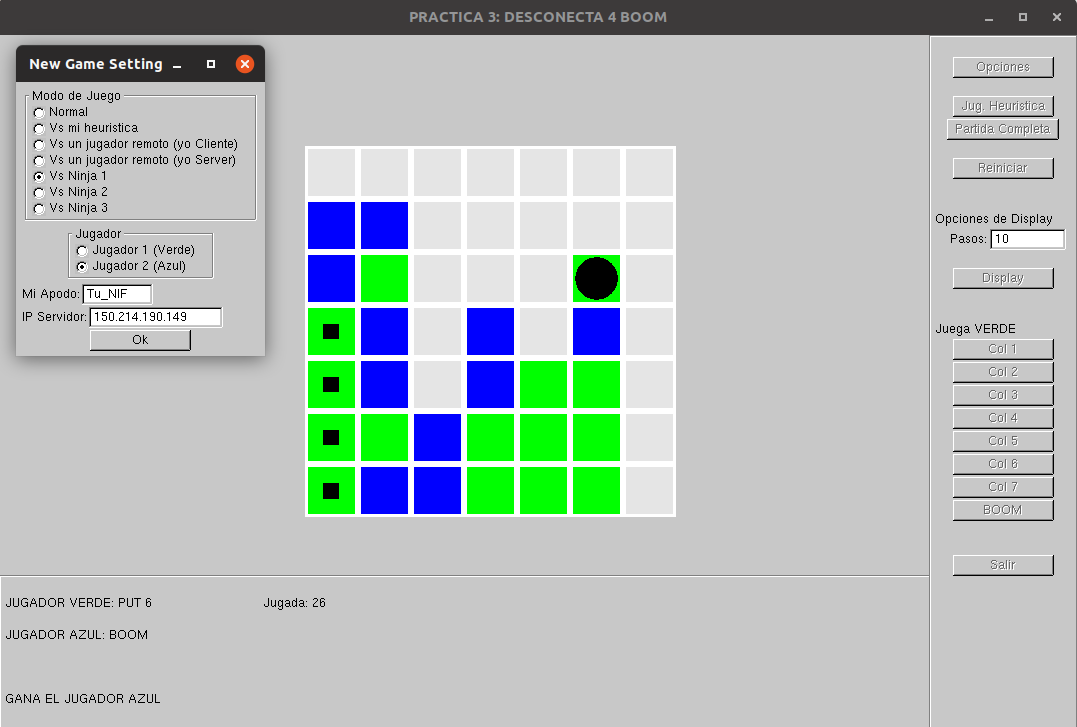 PRACTICA 3: DESCONECTA 4 BOOM
New Game Setting
Modo de Juego
Normal
Vs mi heuristica
Vs un jugador remoto (yo Cliente)
Vs un jugador remoto (yo Server)
Vs Ninja 1
Vs Ninja 2
Vs Ninja 3
Jugador
Jugador 1 (Verde)
Jugador 2 (Azul)
Mi Apodo: Tu_NIF
IP Servidor: 150.214.190.149
Ok
Opciones
Jug. Heuristica
Partida Completa
Reiniciar
Opciones de Display
Pasos: 10
Display
Juega VERDE
Col 1
Col 2
Col 3
Col 4
Col 5
Col 6
Col 7
BOOM
Salir
JUGADOR VERDE: PUT 6 Jugada: 26
JUGADOR AZUL: BOOM
GANA EL JUGADOR AZUL